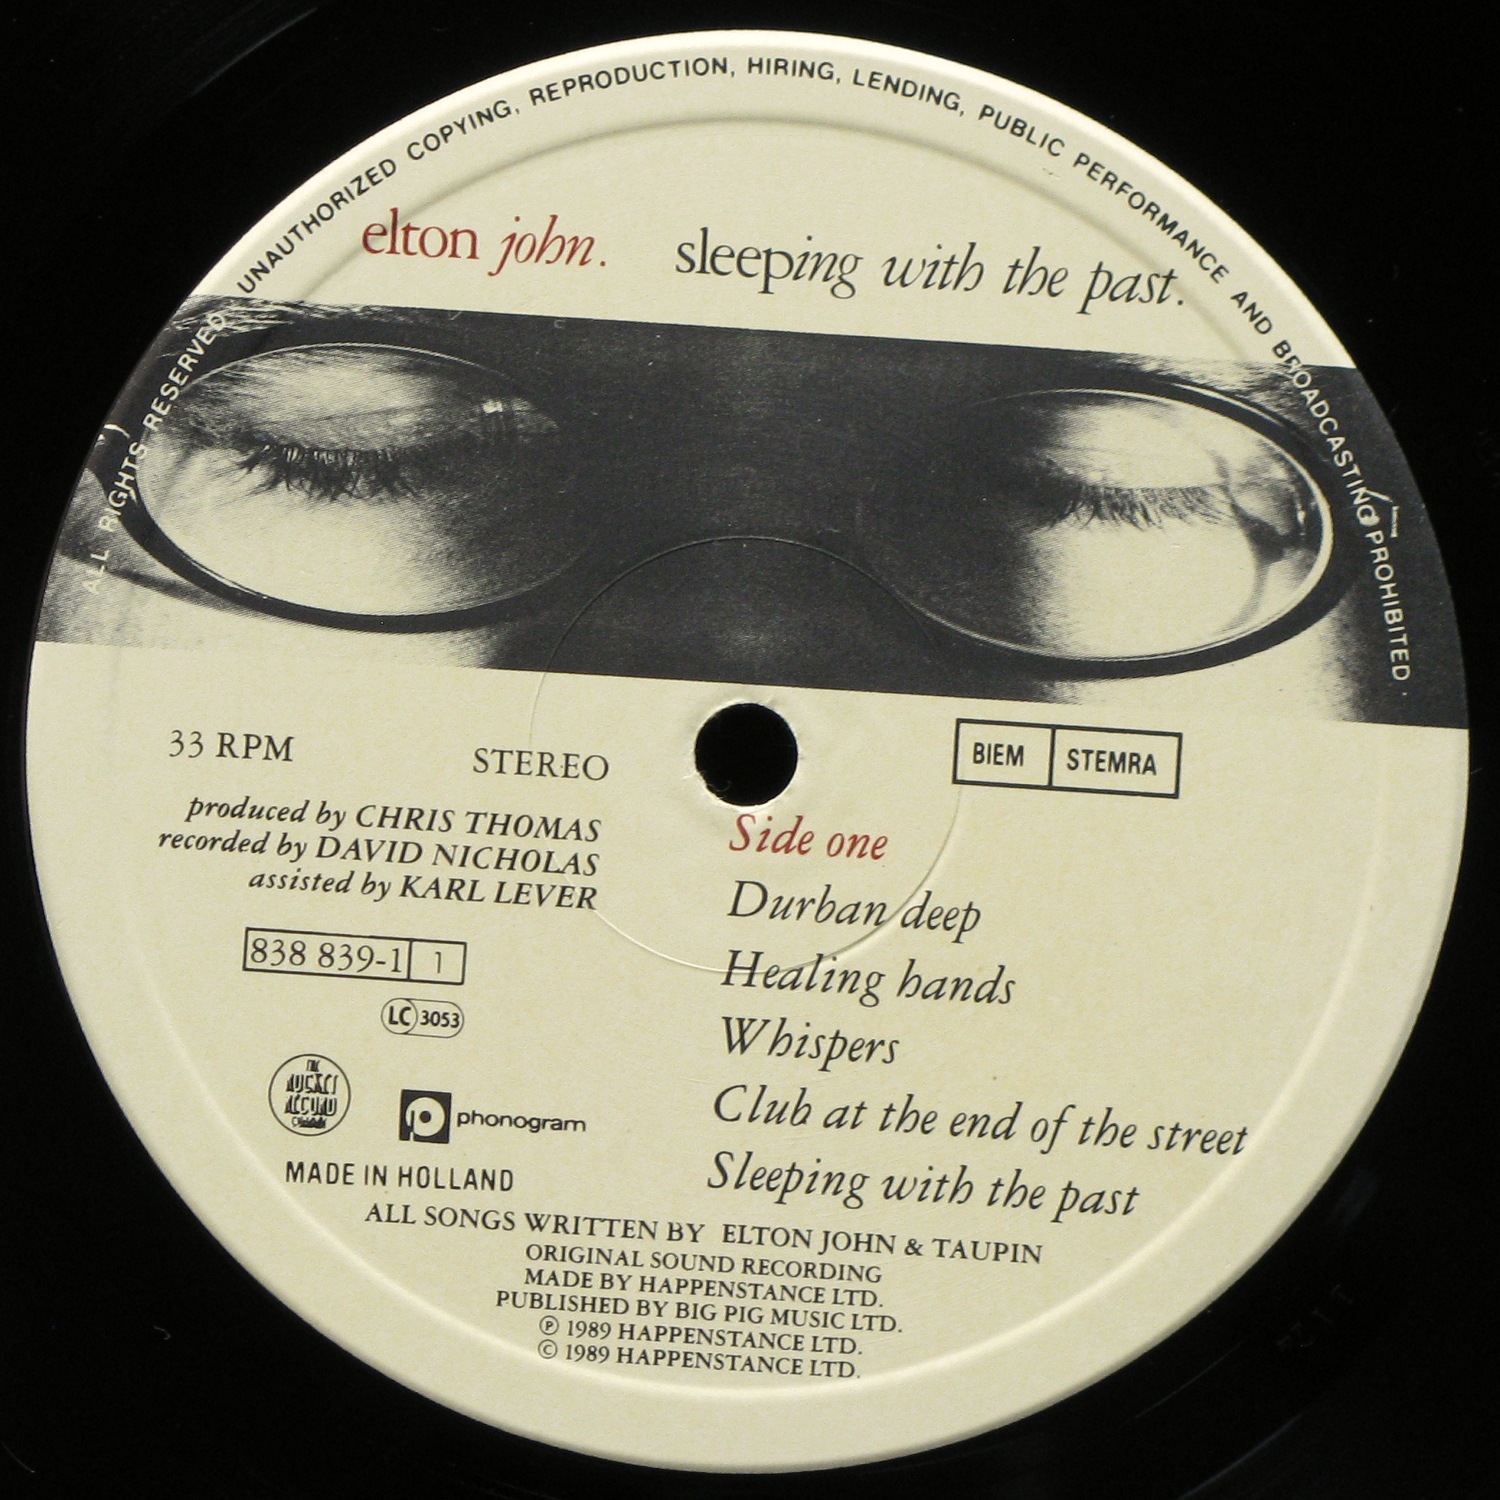 ALL RIGHTS RESERVED UNAUTHORIZED COPYING, REPRODUCTION, HIRING, LENDING, PUBLIC PERFORMANCE AND BROADCASTING PROHIBITED.
elton john. sleeping with the past.
33 RPM STEREO
BIEM STEMRA
produced by CHRIS THOMAS
recorded by DAVID NICHOLAS
assisted by KARL LEVER
838 839-1 1
LC 3053
THE ROCKET RECORD COMPANY
phonogram
MADE IN HOLLAND
Side one
Durban deep
Healing hands
Whispers
Club at the end of the street
Sleeping with the past
ALL SONGS WRITTEN BY ELTON JOHN & TAUPIN
ORIGINAL SOUND RECORDING
MADE BY HAPPENSTANCE LTD.
PUBLISHED BY BIG PIG MUSIC LTD.
℗ 1989 HAPPENSTANCE LTD.
© 1989 HAPPENSTANCE LTD.